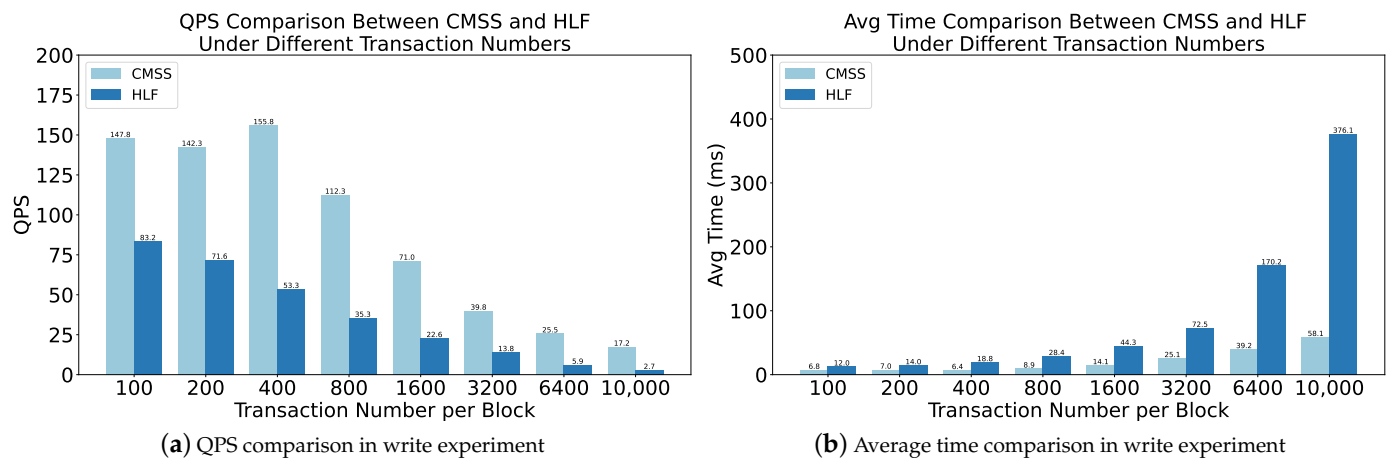 QPS Comparison Between CMSS and HLF
Under Different Transaction Numbers
200
175
150
125
100
75
50
25
0
QPS
CMSS
HLF
147.8
83.2
142.3
71.6
155.8
53.3
112.3
35.3
71.0
22.6
39.8
13.8
25.5
5.9
17.2
2.7
100 200 400 800 1600 3200 6400 10,000
Transaction Number per Block
(a) QPS comparison in write experiment
Avg Time Comparison Between CMSS and HLF
Under Different Transaction Numbers
500
400
300
200
100
0
Avg Time (ms)
CMSS
HLF
6.8
12.0
7.0
14.0
6.4
18.8
8.9
28.4
14.1
44.3
25.1
72.5
39.2
170.2
58.1
376.1
100 200 400 800 1600 3200 6400 10,000
Transaction Number per Block
(b) Average time comparison in write experiment